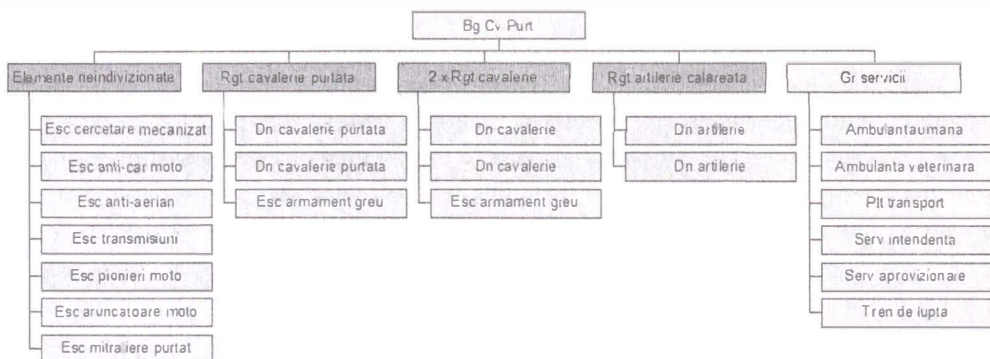 Bg Cv Purt
Elemente neindivizionate
Rgt cavalerie purtata
2 x Rgt cavalerie
Rgt artilerie calareata
Gr servicii
Esc cercetare mecanizat
Esc anti-car moto
Esc anti-aerian
Esc transmisiuni
Esc pionieri moto
Esc aruncatoare moto
Esc mitraliere purtat
Dn cavalerie purtata
Dn cavalerie purtata
Esc armament greu
Dn cavalerie
Dn cavalerie
Esc armament greu
Dn artilerie
Dn artilerie
Ambulanta umana
Ambulanta veterinara
Plt transport
Serv intendenta
Serv aprovizionare
Tren de lupta